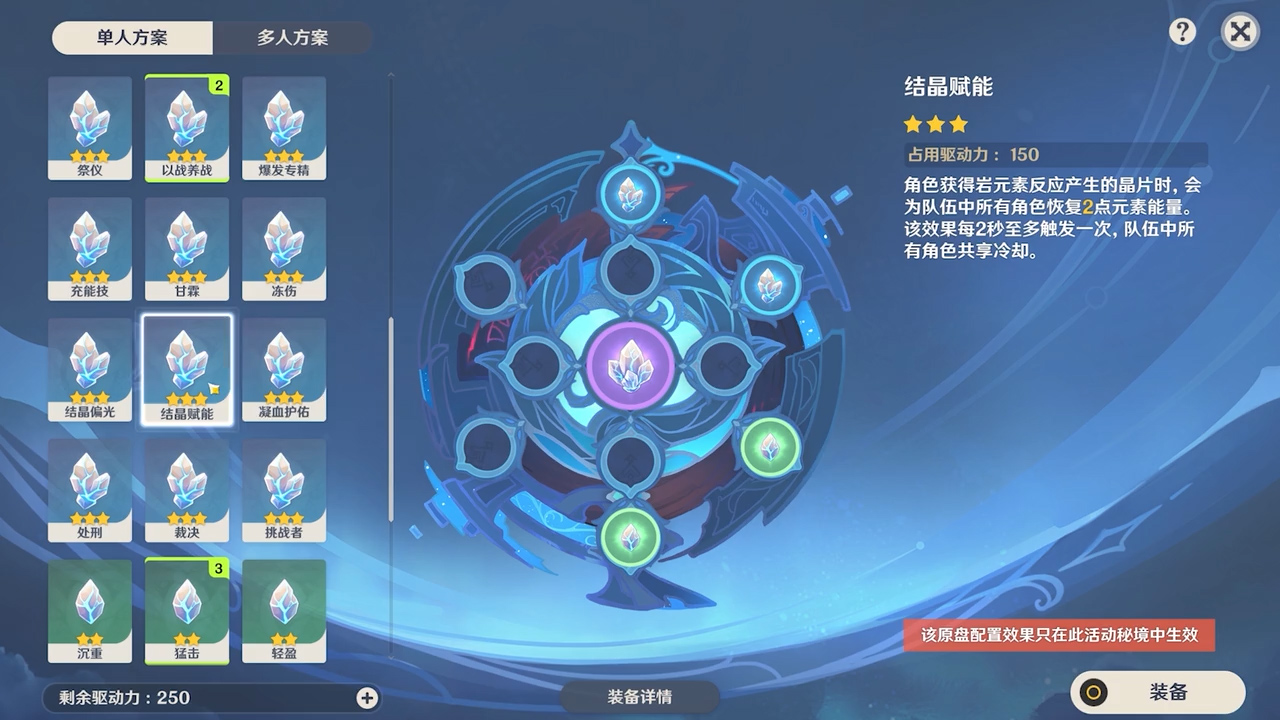 单人方案
多人方案
?
祭仪
2
以战养战
爆发专精
充能技
甘霖
冻伤
结晶偏光
结晶赋能
凝血护佑
处刑
裁决
挑战者
沉重
3
猛击
轻盈
剩余驱动力：250
装备详情
结晶赋能
占用驱动力：150
角色获得岩元素反应产生的晶片时，会
为队伍中所有角色恢复2点元素能量。
该效果每2秒至多触发一次，队伍中所
有角色共享冷却。
该原盘配置效果只在此活动秘境中生效
装备